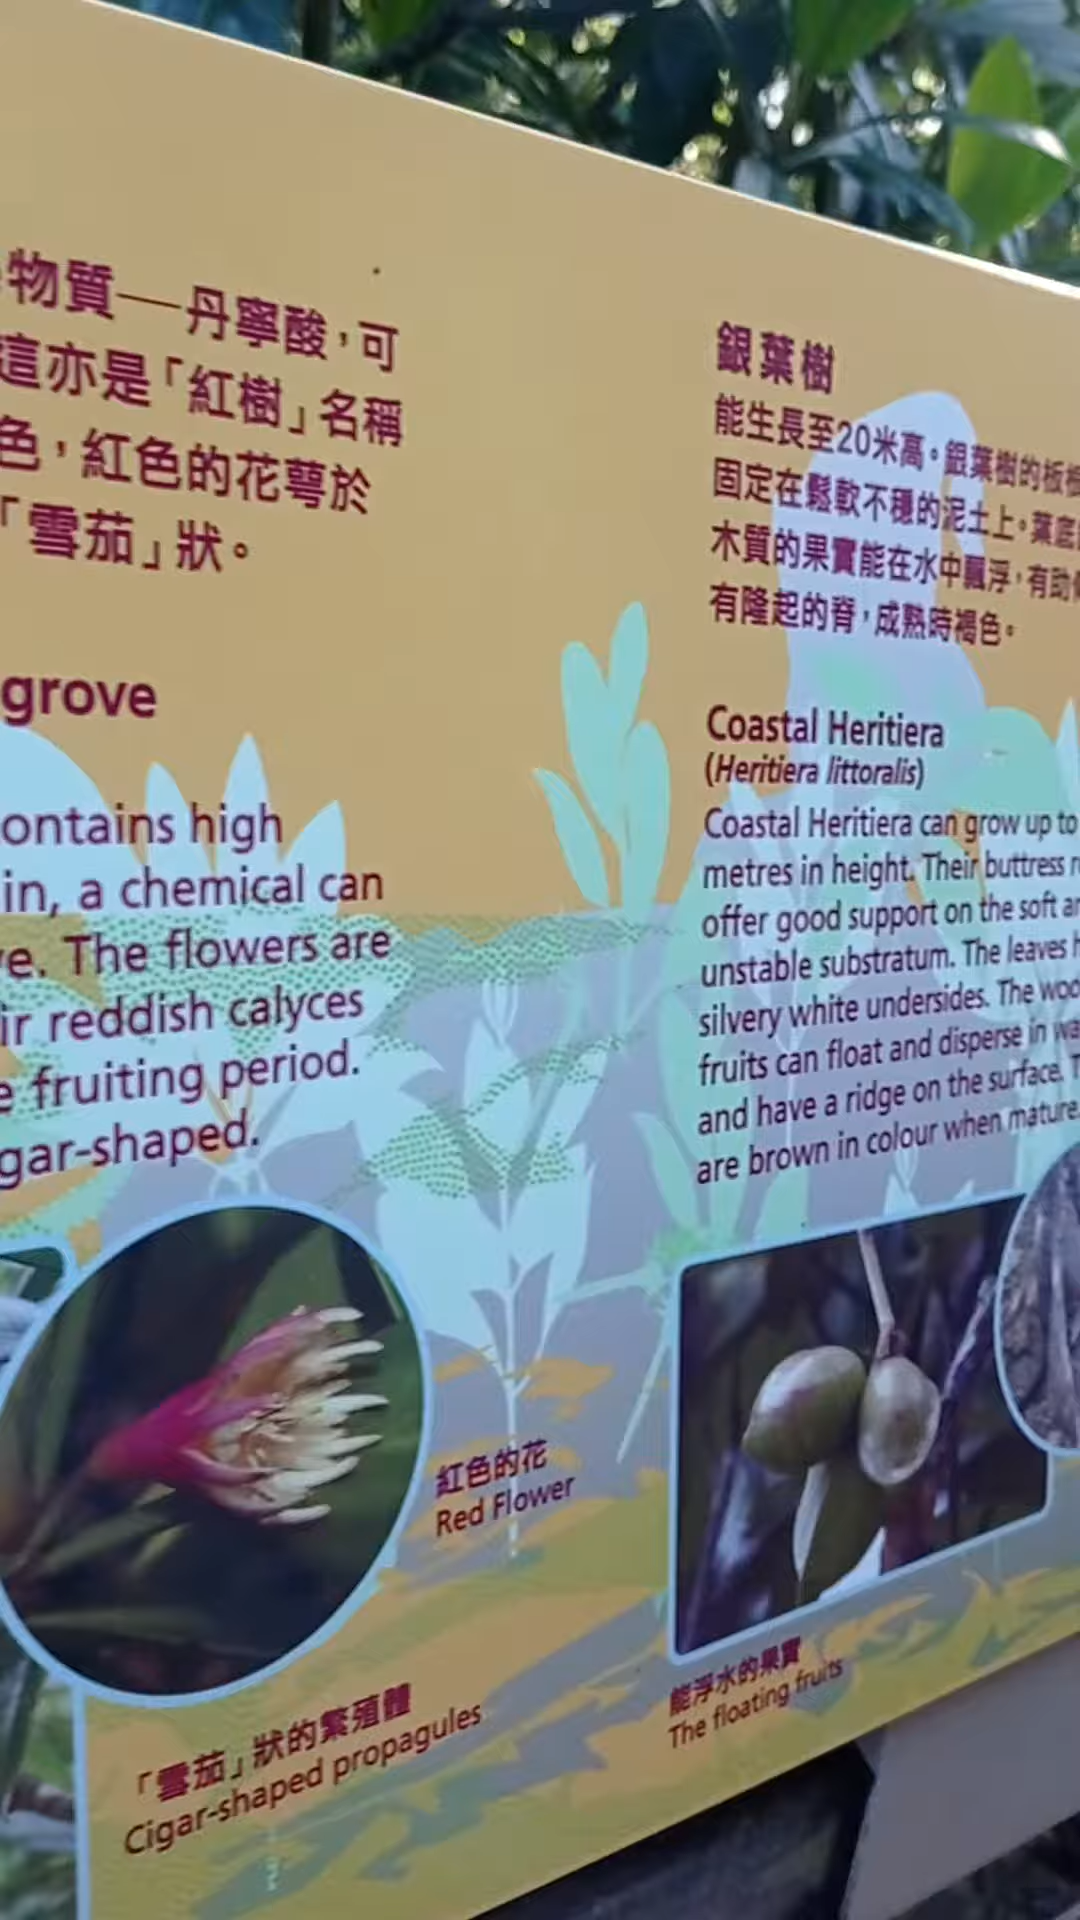 物質──丹寧酸，可
這亦是「紅樹」名稱
色，紅色的花萼於
「雪茄」狀。
grove
ontains high
in, a chemical can
e. The flowers are
ir reddish calyces
e fruiting period.
gar-shaped.
紅色的花
Red Flower
「雪茄」狀的繁殖體
Cigar-shaped propagules
銀葉樹
能生長至20米高。銀葉樹的板根
固定在鬆軟不穩的泥土上。葉底
木質的果實能在水中飄浮，有助
有隆起的脊，成熟時褐色。
Coastal Heritiera
(Heritiera littoralis)
Coastal Heritiera can grow up to
metres in height. Their buttress r
offer good support on the soft an
unstable substratum. The leaves h
silvery white undersides. The woo
fruits can float and disperse in wa
and have a ridge on the surface. T
are brown in colour when mature.
能浮水的果實
The floating fruits